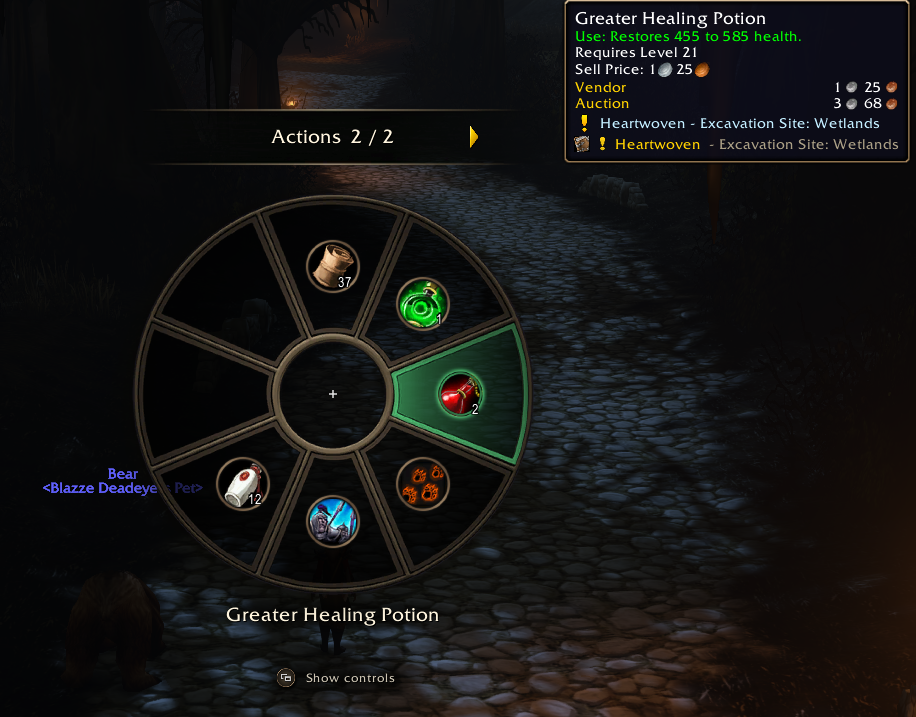 Greater Healing Potion
Use: Restores 455 to 585 health.
Requires Level 21
Sell Price: 1 25
Vendor 1 25
Auction 3 68
! Heartwoven - Excavation Site: Wetlands
! Heartwoven - Excavation Site: Wetlands
Actions 2 / 2
37
1
2
12
Bear
<Blazze Deadeye's Pet>
Greater Healing Potion
Show controls